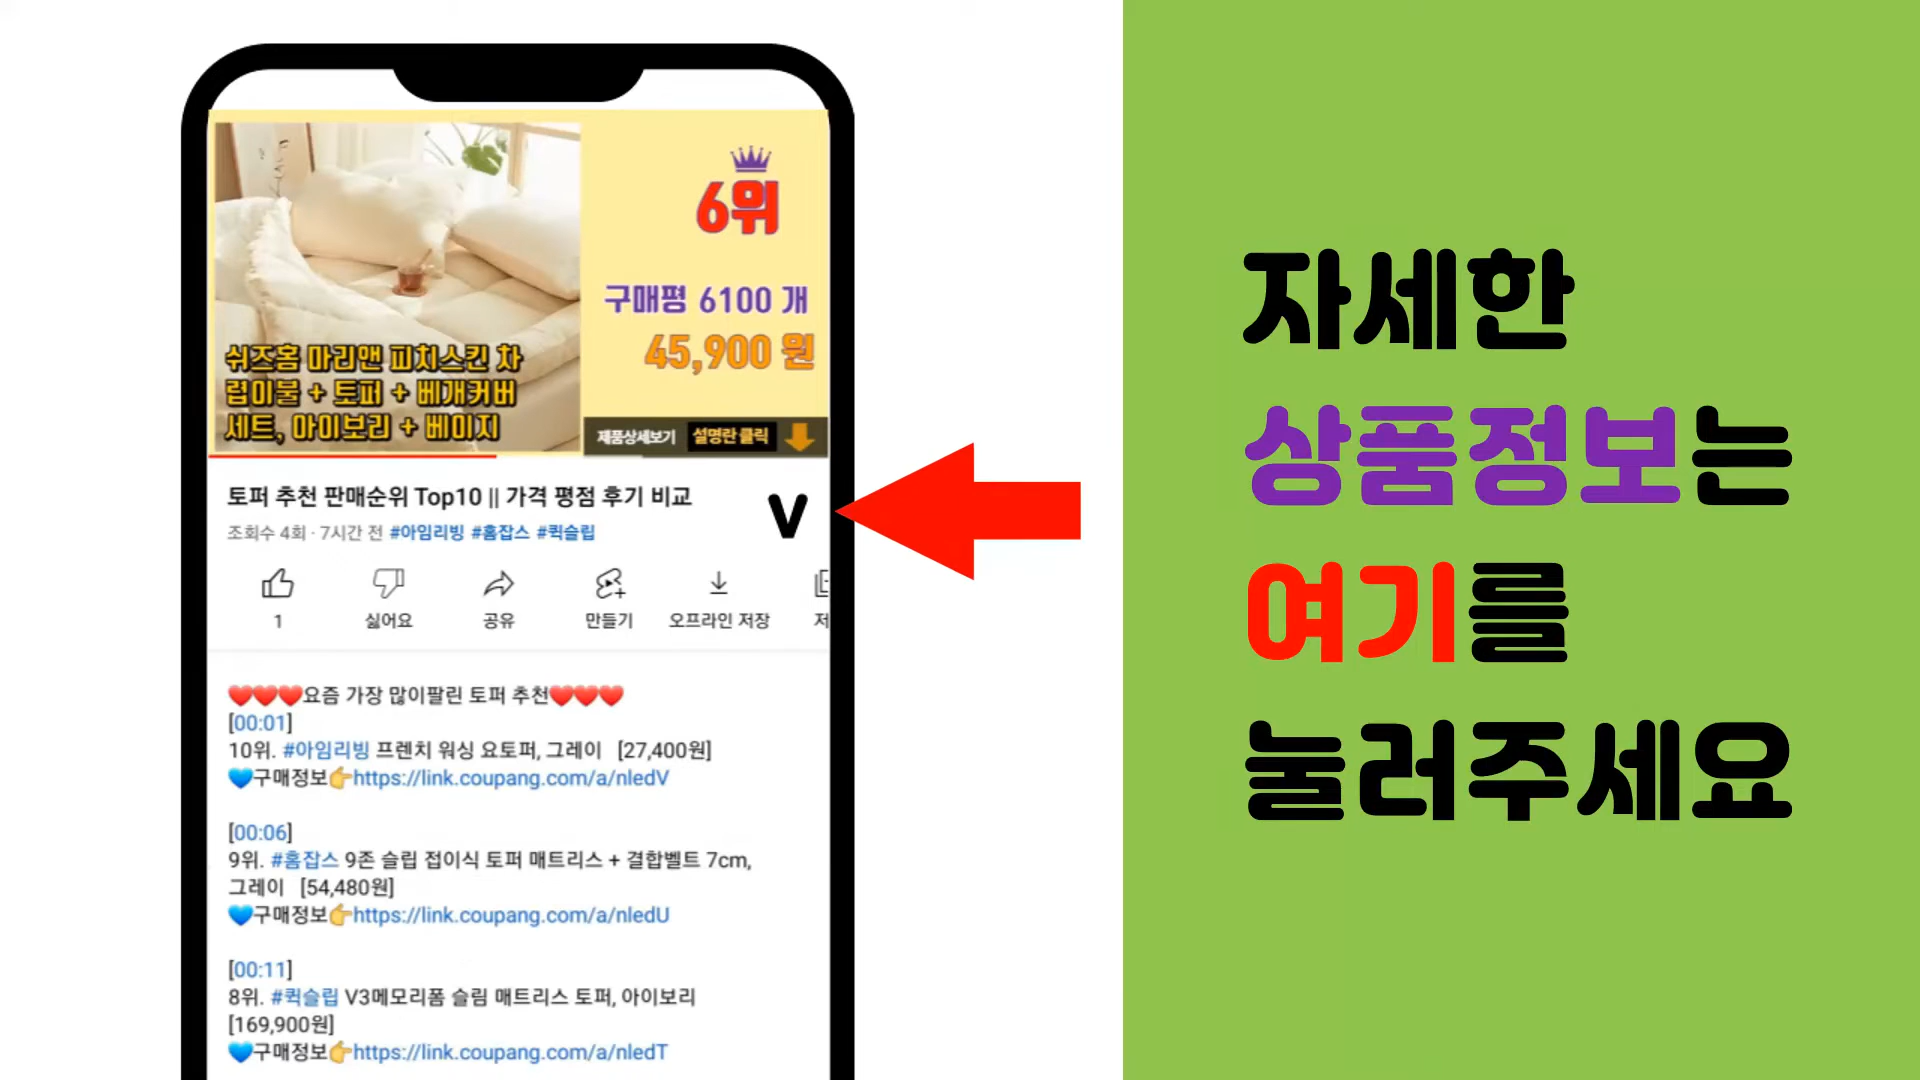 6위
구매평 6100 개
45,900 원
쉬즈홈 마리앤 피치스킨 차
렵이불 + 토퍼 + 베개커버
세트, 아이보리 + 베이지
제품상세보기 설명란 클릭
토퍼 추천 판매순위 Top10 || 가격 평점 후기 비교
V
조회수 4회 · 7시간 전 #아임리빙 #홈잡스 #퀵슬립
1 싫어요 공유 만들기 오프라인 저장 저
❤️❤️❤️요즘 가장 많이팔린 토퍼 추천❤️❤️❤️
[00:01]
10위. #아임리빙 프렌치 워싱 요토퍼, 그레이 [27,400원]
💙구매정보👉https://link.coupang.com/a/nledV
[00:06]
9위. #홈잡스 9존 슬립 접이식 토퍼 매트리스 + 결합벨트 7cm,
그레이 [54,480원]
💙구매정보👉https://link.coupang.com/a/nledU
[00:11]
8위. #퀵슬립 V3메모리폼 슬림 매트리스 토퍼, 아이보리
[169,900원]
💙구매정보👉https://link.coupang.com/a/nledT
자세한
상품정보는
여기를
눌러주세요